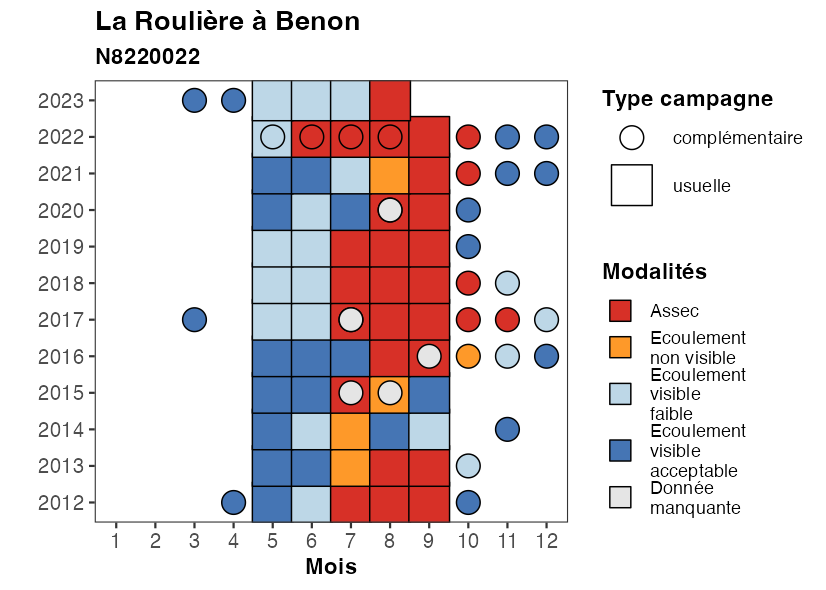 La Roulière à Benon
N8220022
2023
2022
2021
2020
2019
2018
2017
2016
2015
2014
2013
2012
1 2 3 4 5 6 7 8 9 10 11 12
Mois
Type campagne
complémentaire
usuelle
Modalités
Assec
Ecoulement
non visible
Ecoulement
visible
faible
Ecoulement
visible
acceptable
Donnée
manquante